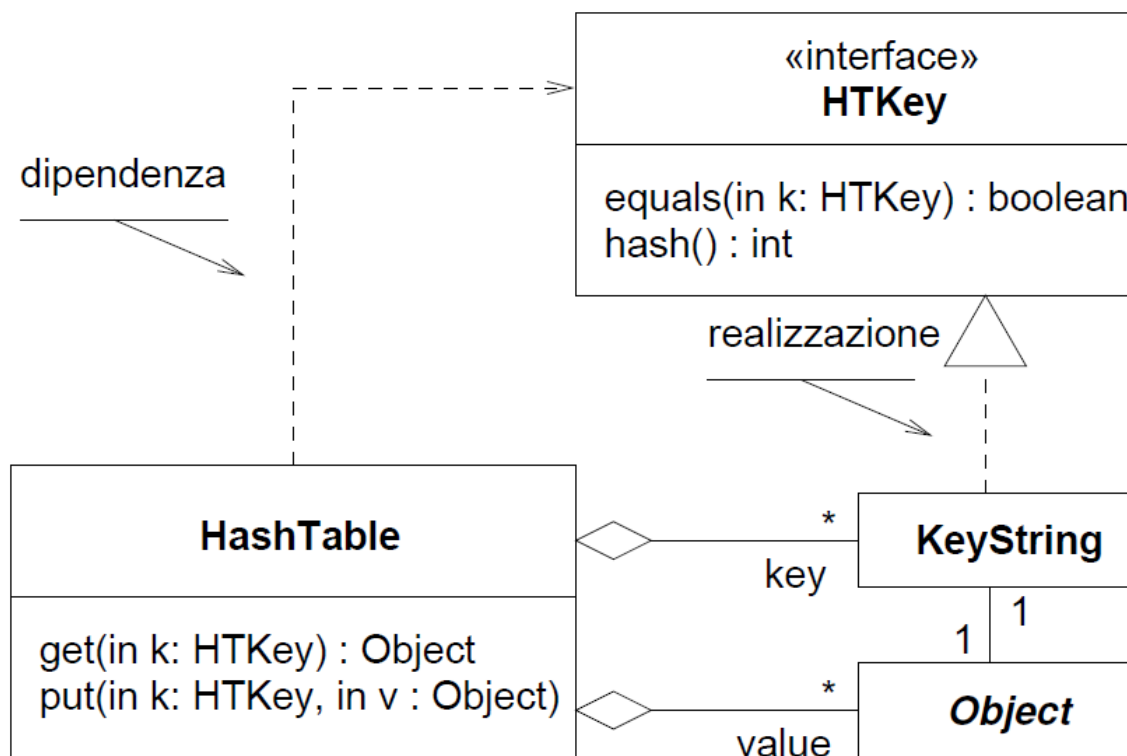 «interface»
HTKey
dipendenza
equals(in k: HTKey) : boolean
hash() : int
realizzazione
HashTable
*
key
KeyString
1
1
get(in k: HTKey) : Object
put(in k: HTKey, in v : Object)
*
value
Object